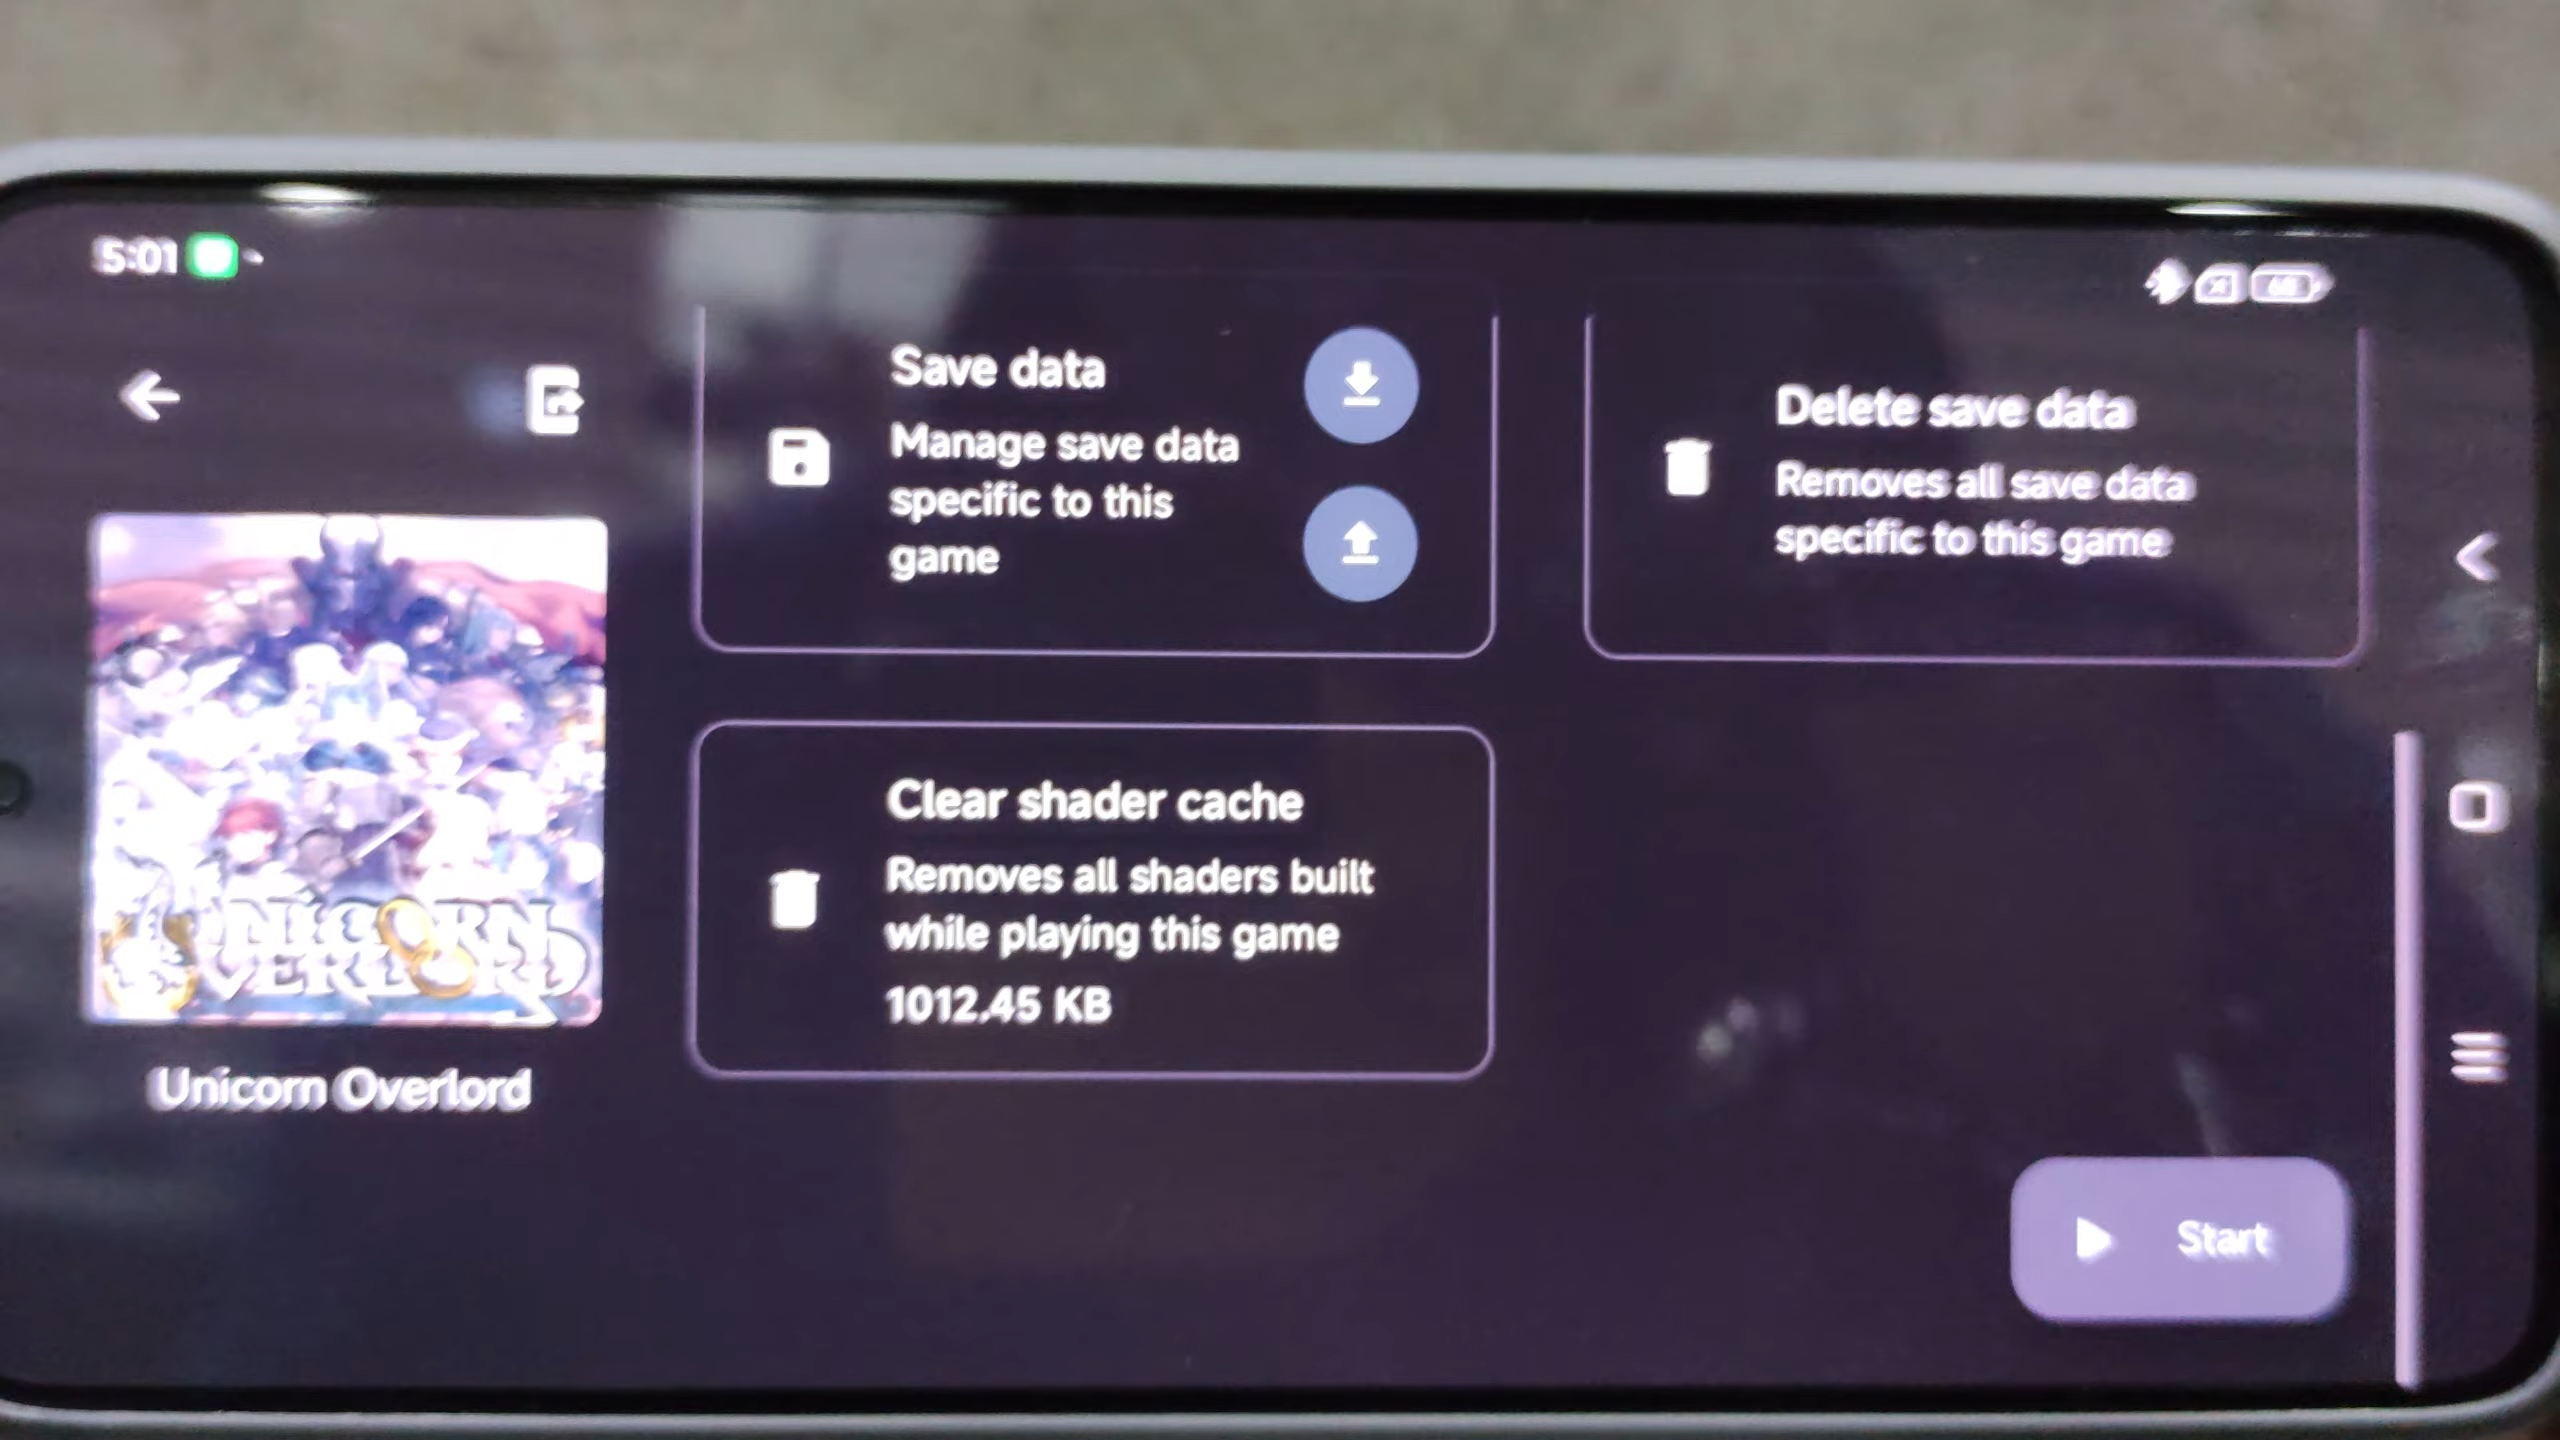 5:01
Save data
Manage save data
specific to this
game
Delete save data
Removes all save data
specific to this game
UNICORN
OVERLORD
Unicorn Overlord
Clear shader cache
Removes all shaders built
while playing this game
1012.45 KB
Start